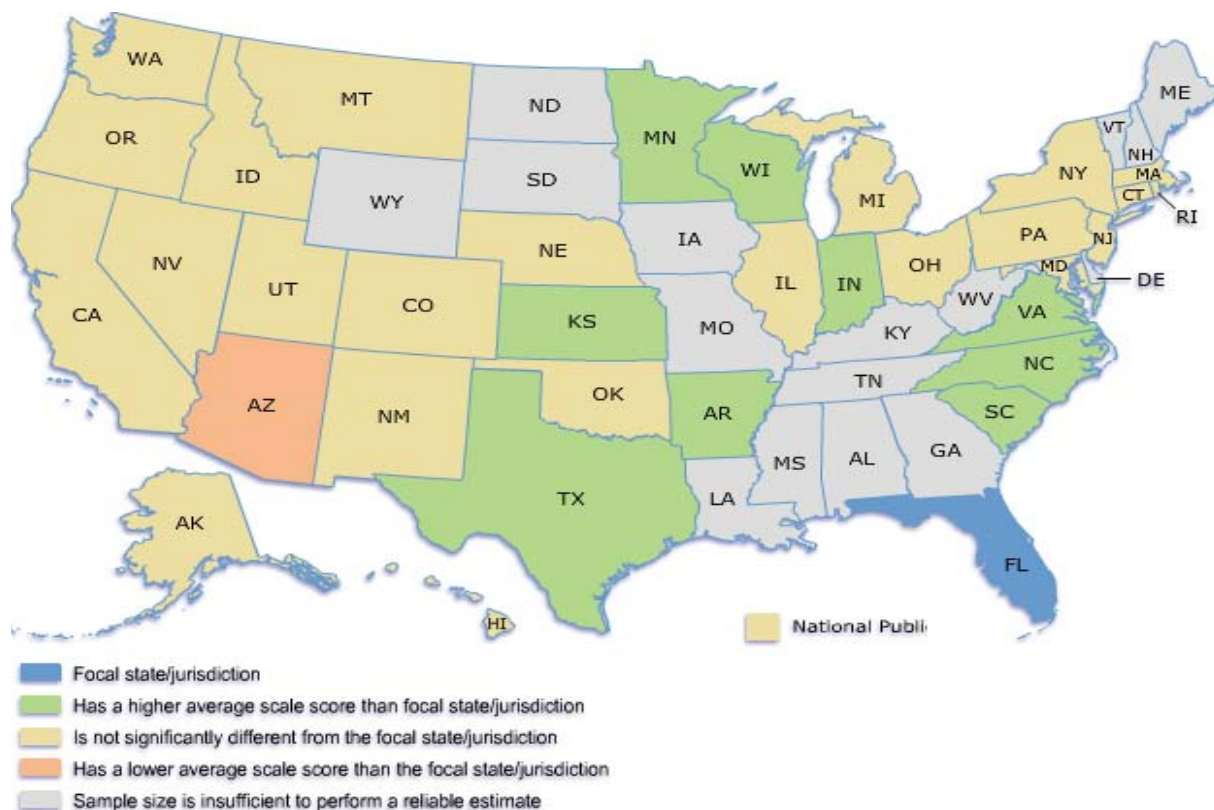 WA
MT
ND
MN
ME
VT
NH
OR
ID
SD
WI
NY
MA
CT
RI
WY
MI
IA
NE
PA
NJ
NV
UT
CO
IL
IN
OH
MD
DE
WV
CA
KS
MO
KY
VA
NC
TN
AZ
NM
OK
AR
SC
MS
AL
GA
TX
LA
AK
FL
HI
National Publi
Focal state/jurisdiction
Has a higher average scale score than focal state/jurisdiction
Is not significantly different from the focal state/jurisdiction
Has a lower average scale score than the focal state/jurisdiction
Sample size is insufficient to perform a reliable estimate